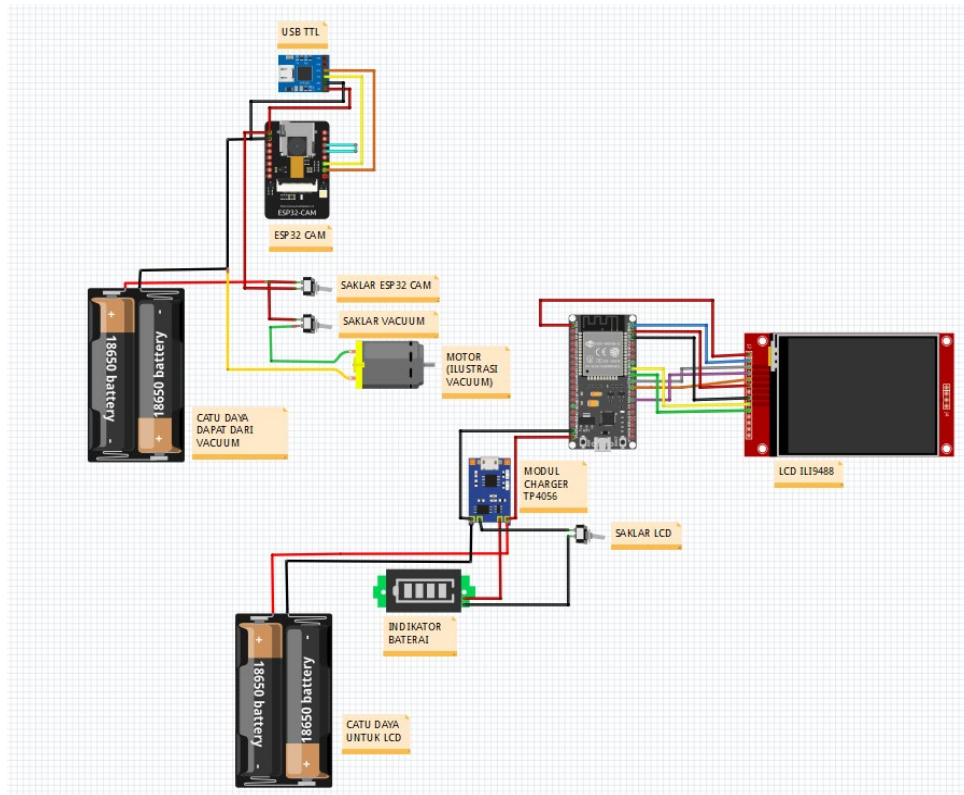 USB TTL
ESP32-CAM
ESP32 CAM
SAKLAR ESP32 CAM
SAKLAR VACUUM
MOTOR
(ILUSTRASI
VACUUM)
18650 battery
18650 battery
CATU DAYA
DAPAT DARI
VACUUM
LCD ILI9488
MODUL
CHARGER
TP4056
SAKLAR LCD
INDIKATOR
BATERAI
18650 battery
18650 battery
CATU DAYA
UNTUK LCD